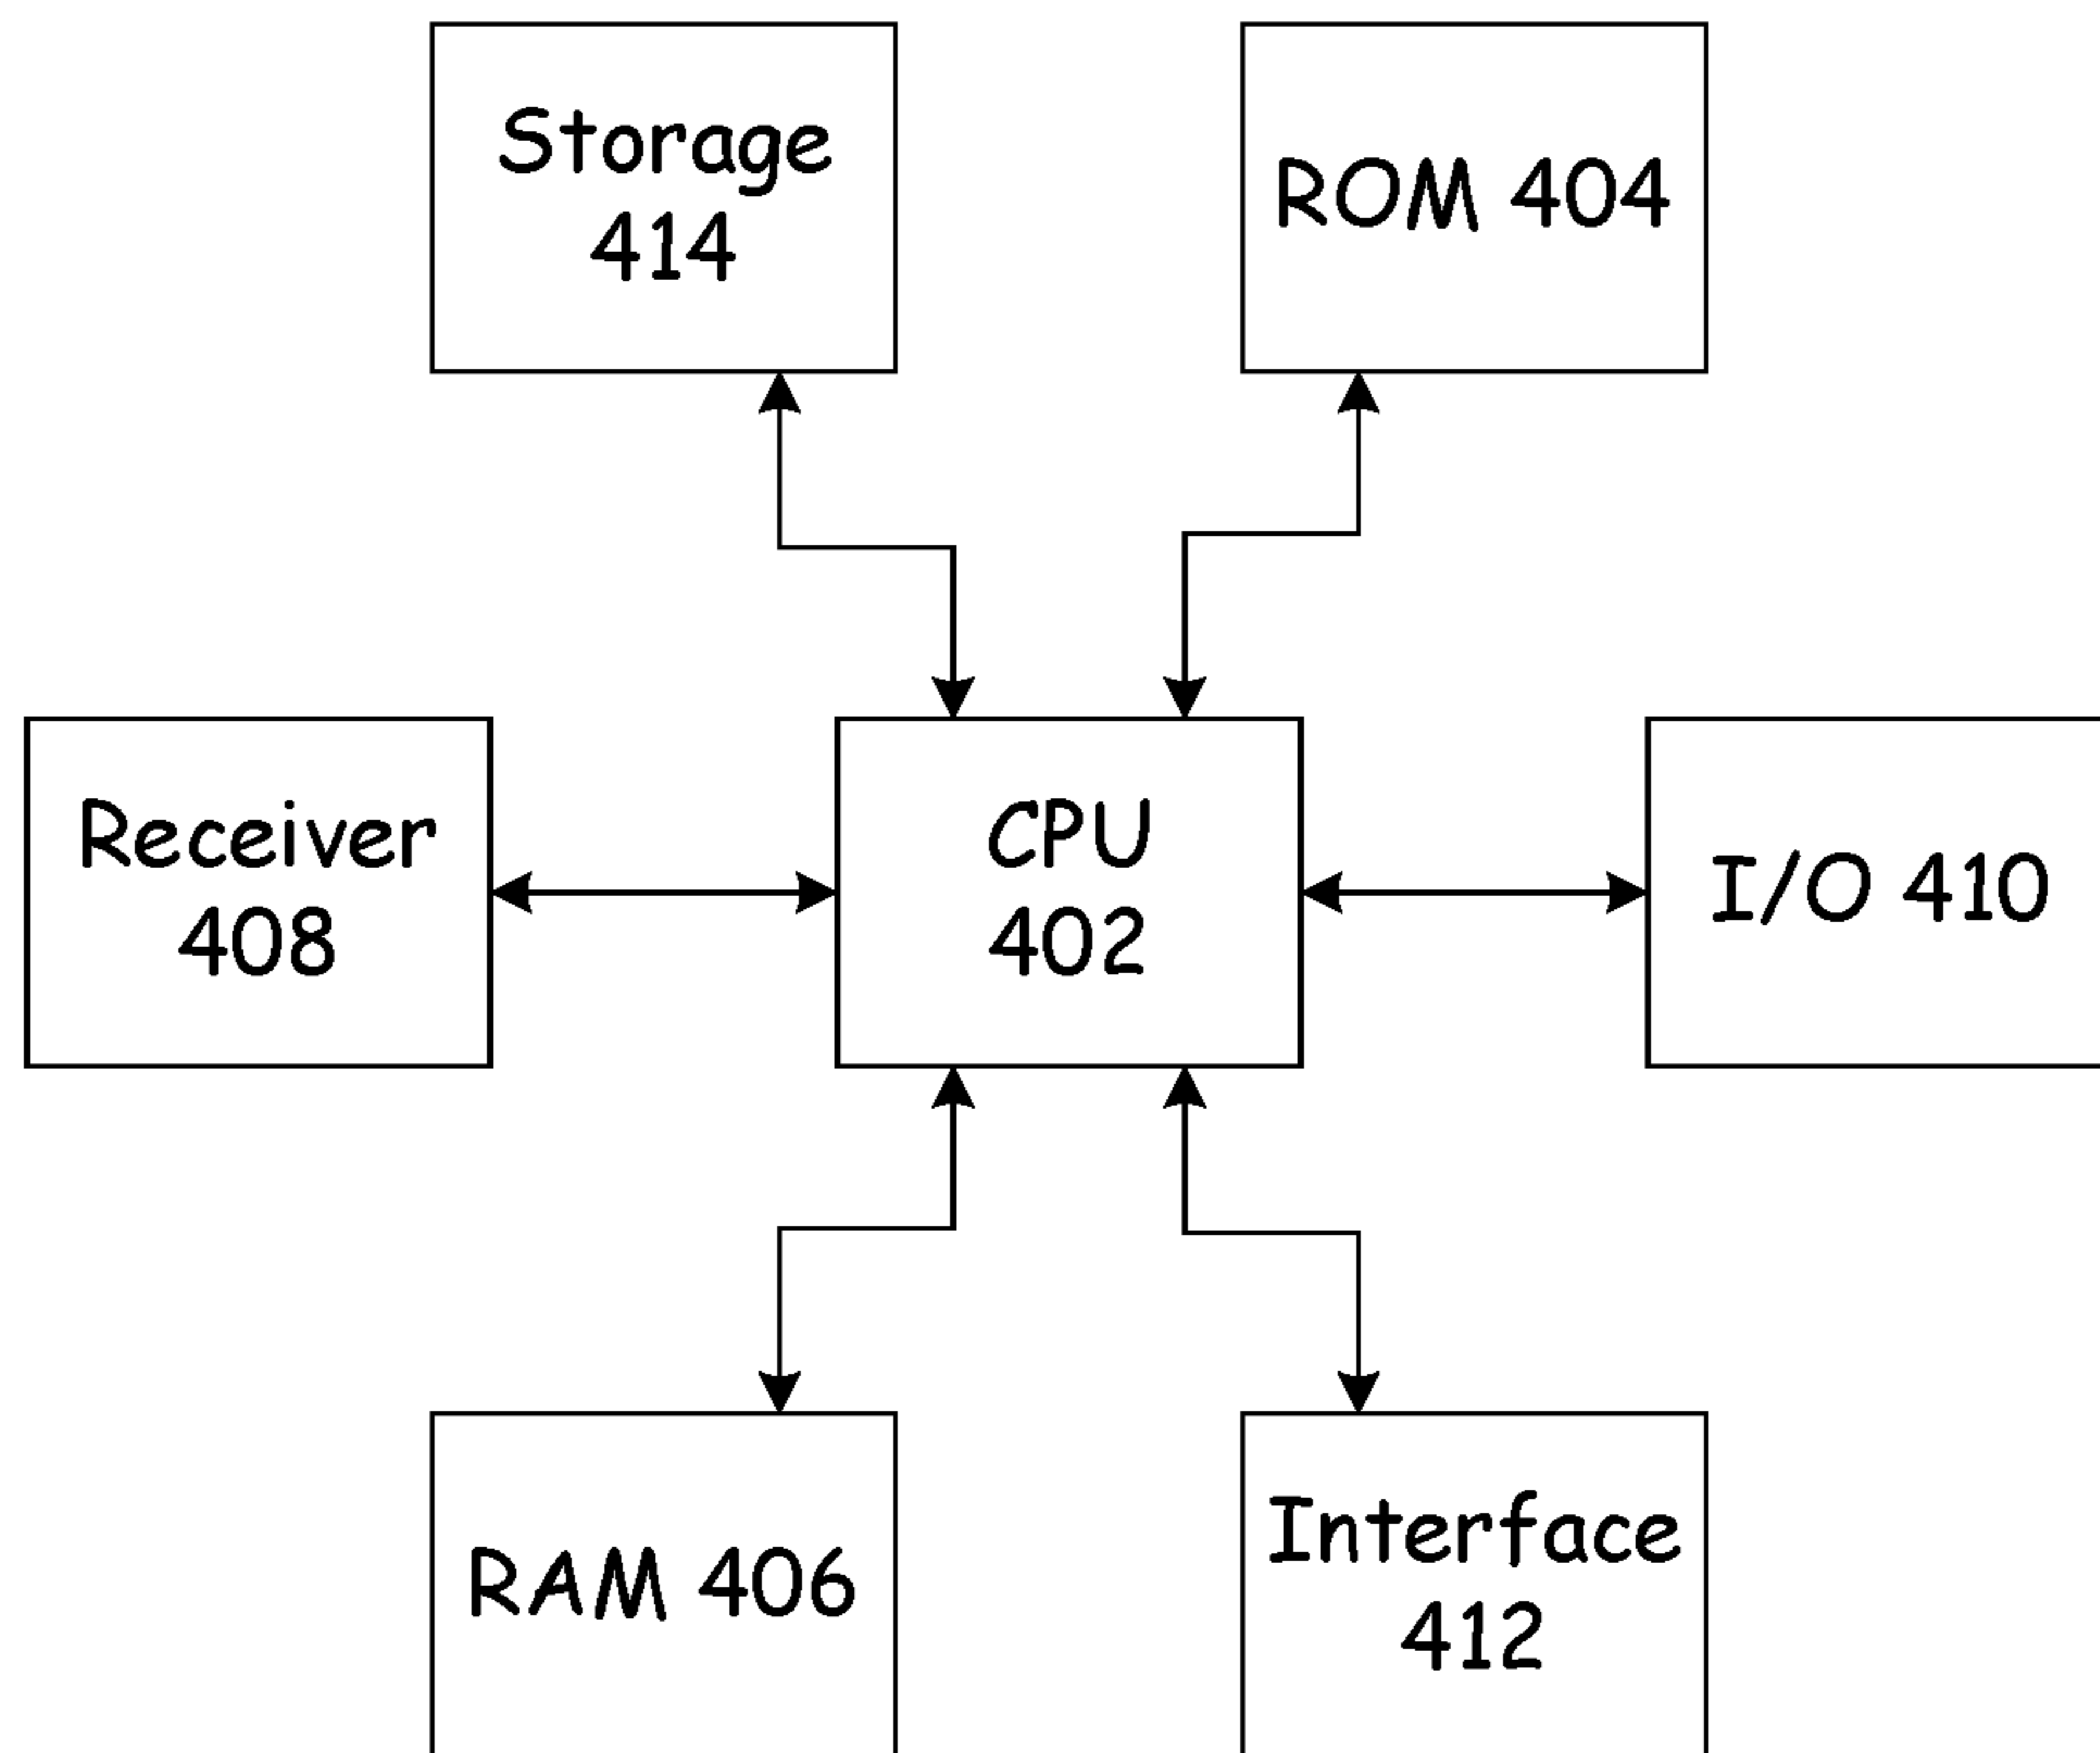 Storage
414
ROM 404
Receiver
408
CPU
402
I/O 410
RAM 406
Interface
412